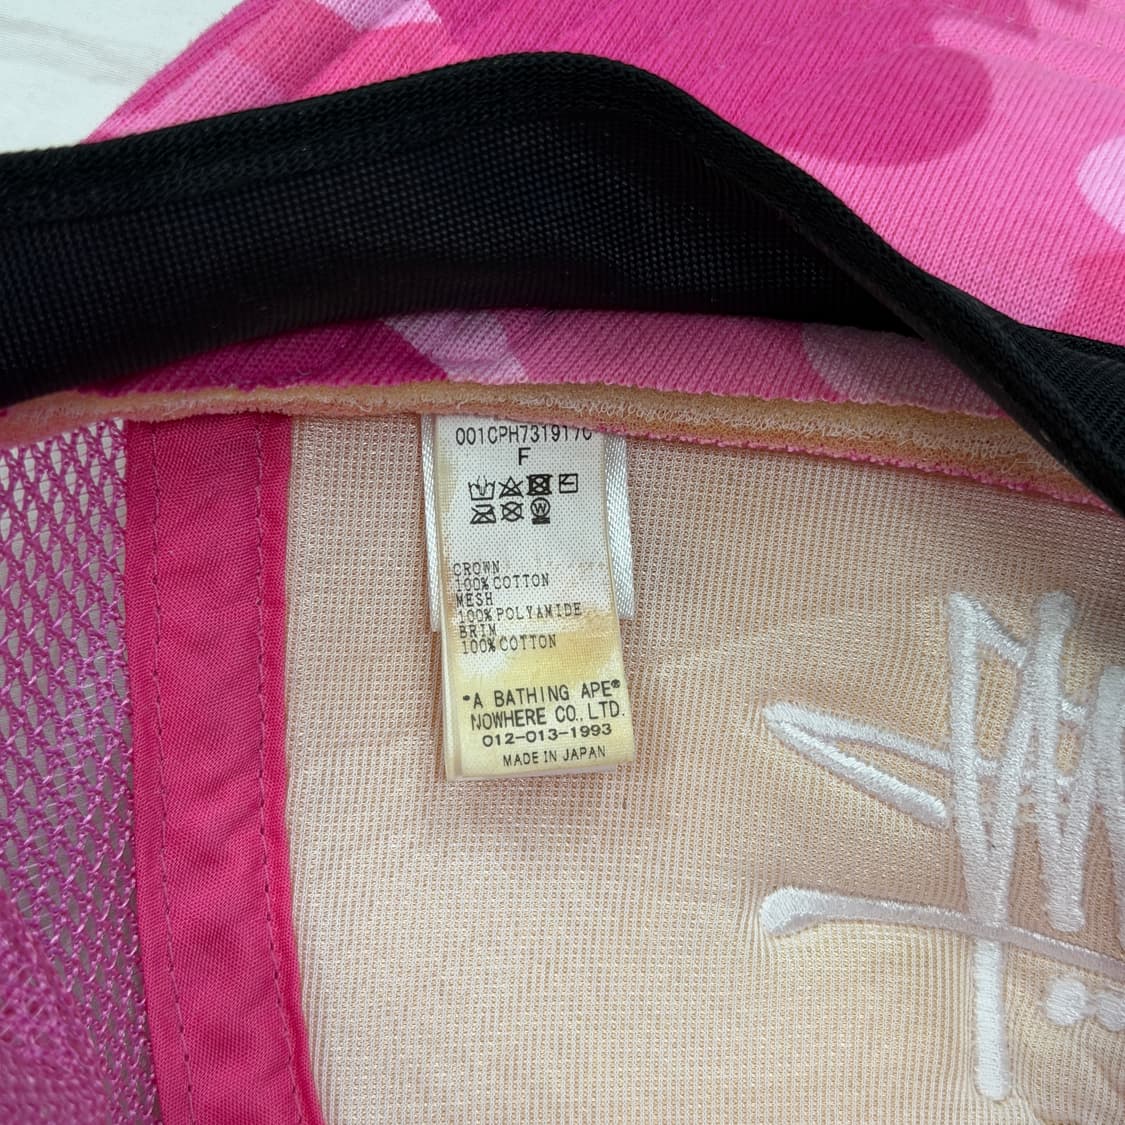 001CPH731917C
F
W
CROWN
100%COTTON
MESH
100%POLYAMIDE
BRIM
100%COTTON
*A BATHING APE®
NOWHERE CO., LTD.
012-013-1993
MADE IN JAPAN